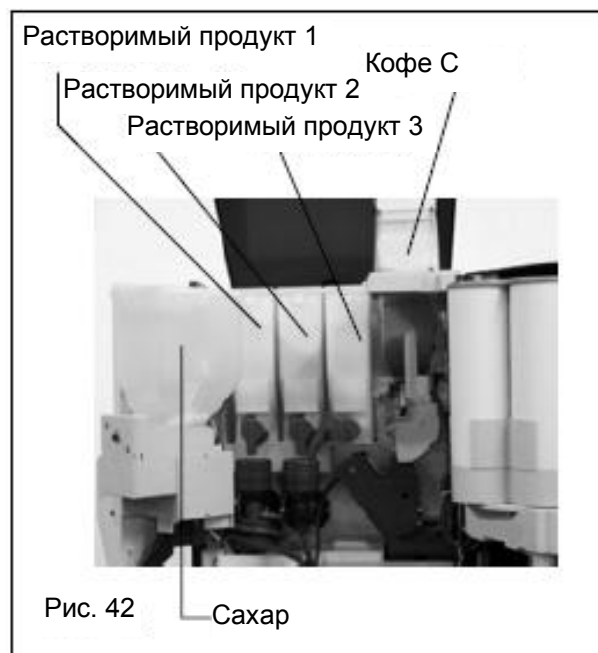 Растворимый продукт 1
Кофе С
Растворимый продукт 2
Растворимый продукт 3
Рис. 42
Сахар